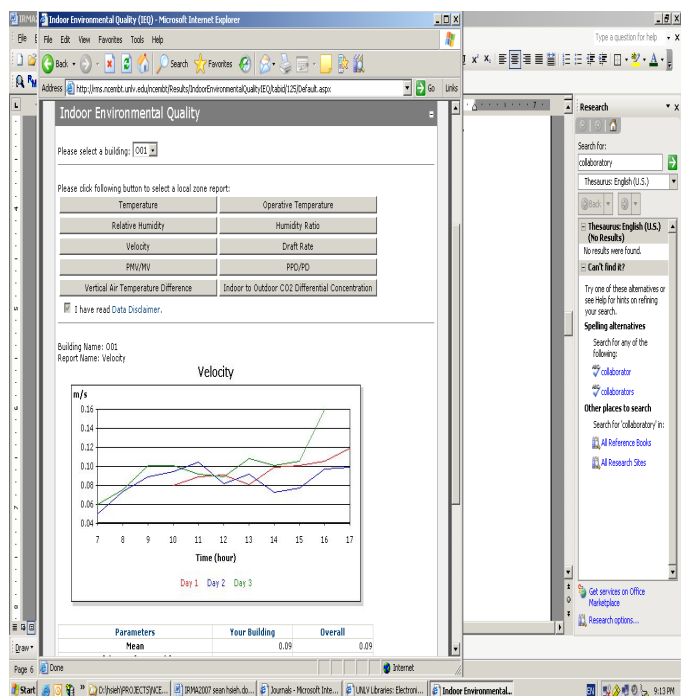 IRMA
Indoor Environmental Quality (IEQ) - Microsoft Internet Explorer
File Edit View Favorites Tools Help
Type a question for help
Back Search Favorites
Address http://rms.ncembt.unlv.edu/ncembt/Results/IndoorEnvironmentalQuality(IEQ)/tabid/125/Default.aspx Go Links
Indoor Environmental Quality
Please select a building: O01
Please click following button to select a local zone report:
Temperature Operative Temperature
Relative Humidity Humidity Ratio
Velocity Draft Rate
PMV/MV PPD/PD
Vertical Air Temperature Difference Indoor to Outdoor CO2 Differential Concentration
I have read Data Disclaimer.
Building Name: O01
Report Name: Velocity
Velocity
m/s
0.16
0.14
0.12
0.10
0.08
0.06
0.04
7 8 9 10 11 12 13 14 15 16 17
Time (hour)
Day 1 Day 2 Day 3
Parameters Your Building Overall
Mean 0.09 0.09
Done Internet
Research
Search for:
collaboratory
Thesaurus: English (U.S.)
Back
Thesaurus: English (U.S.)
(No Results)
No results were found.
Can't find it?
Try one of these alternatives or
see Help for hints on refining
your search.
Spelling alternatives
Search for any of the
following:
collaborator
collaborators
Other places to search
Search for 'collaboratory' in:
All Reference Books
All Research Sites
Get services on Office
Marketplace
Research options...
Draw
Page 6
Start D:\hsieh\PROJECTS\NCE... IRMA2007 sean hsieh.do... Journals - Microsoft Inte... UNLV Libraries: Electroni... Indoor Environmental... EN 9:13 PM